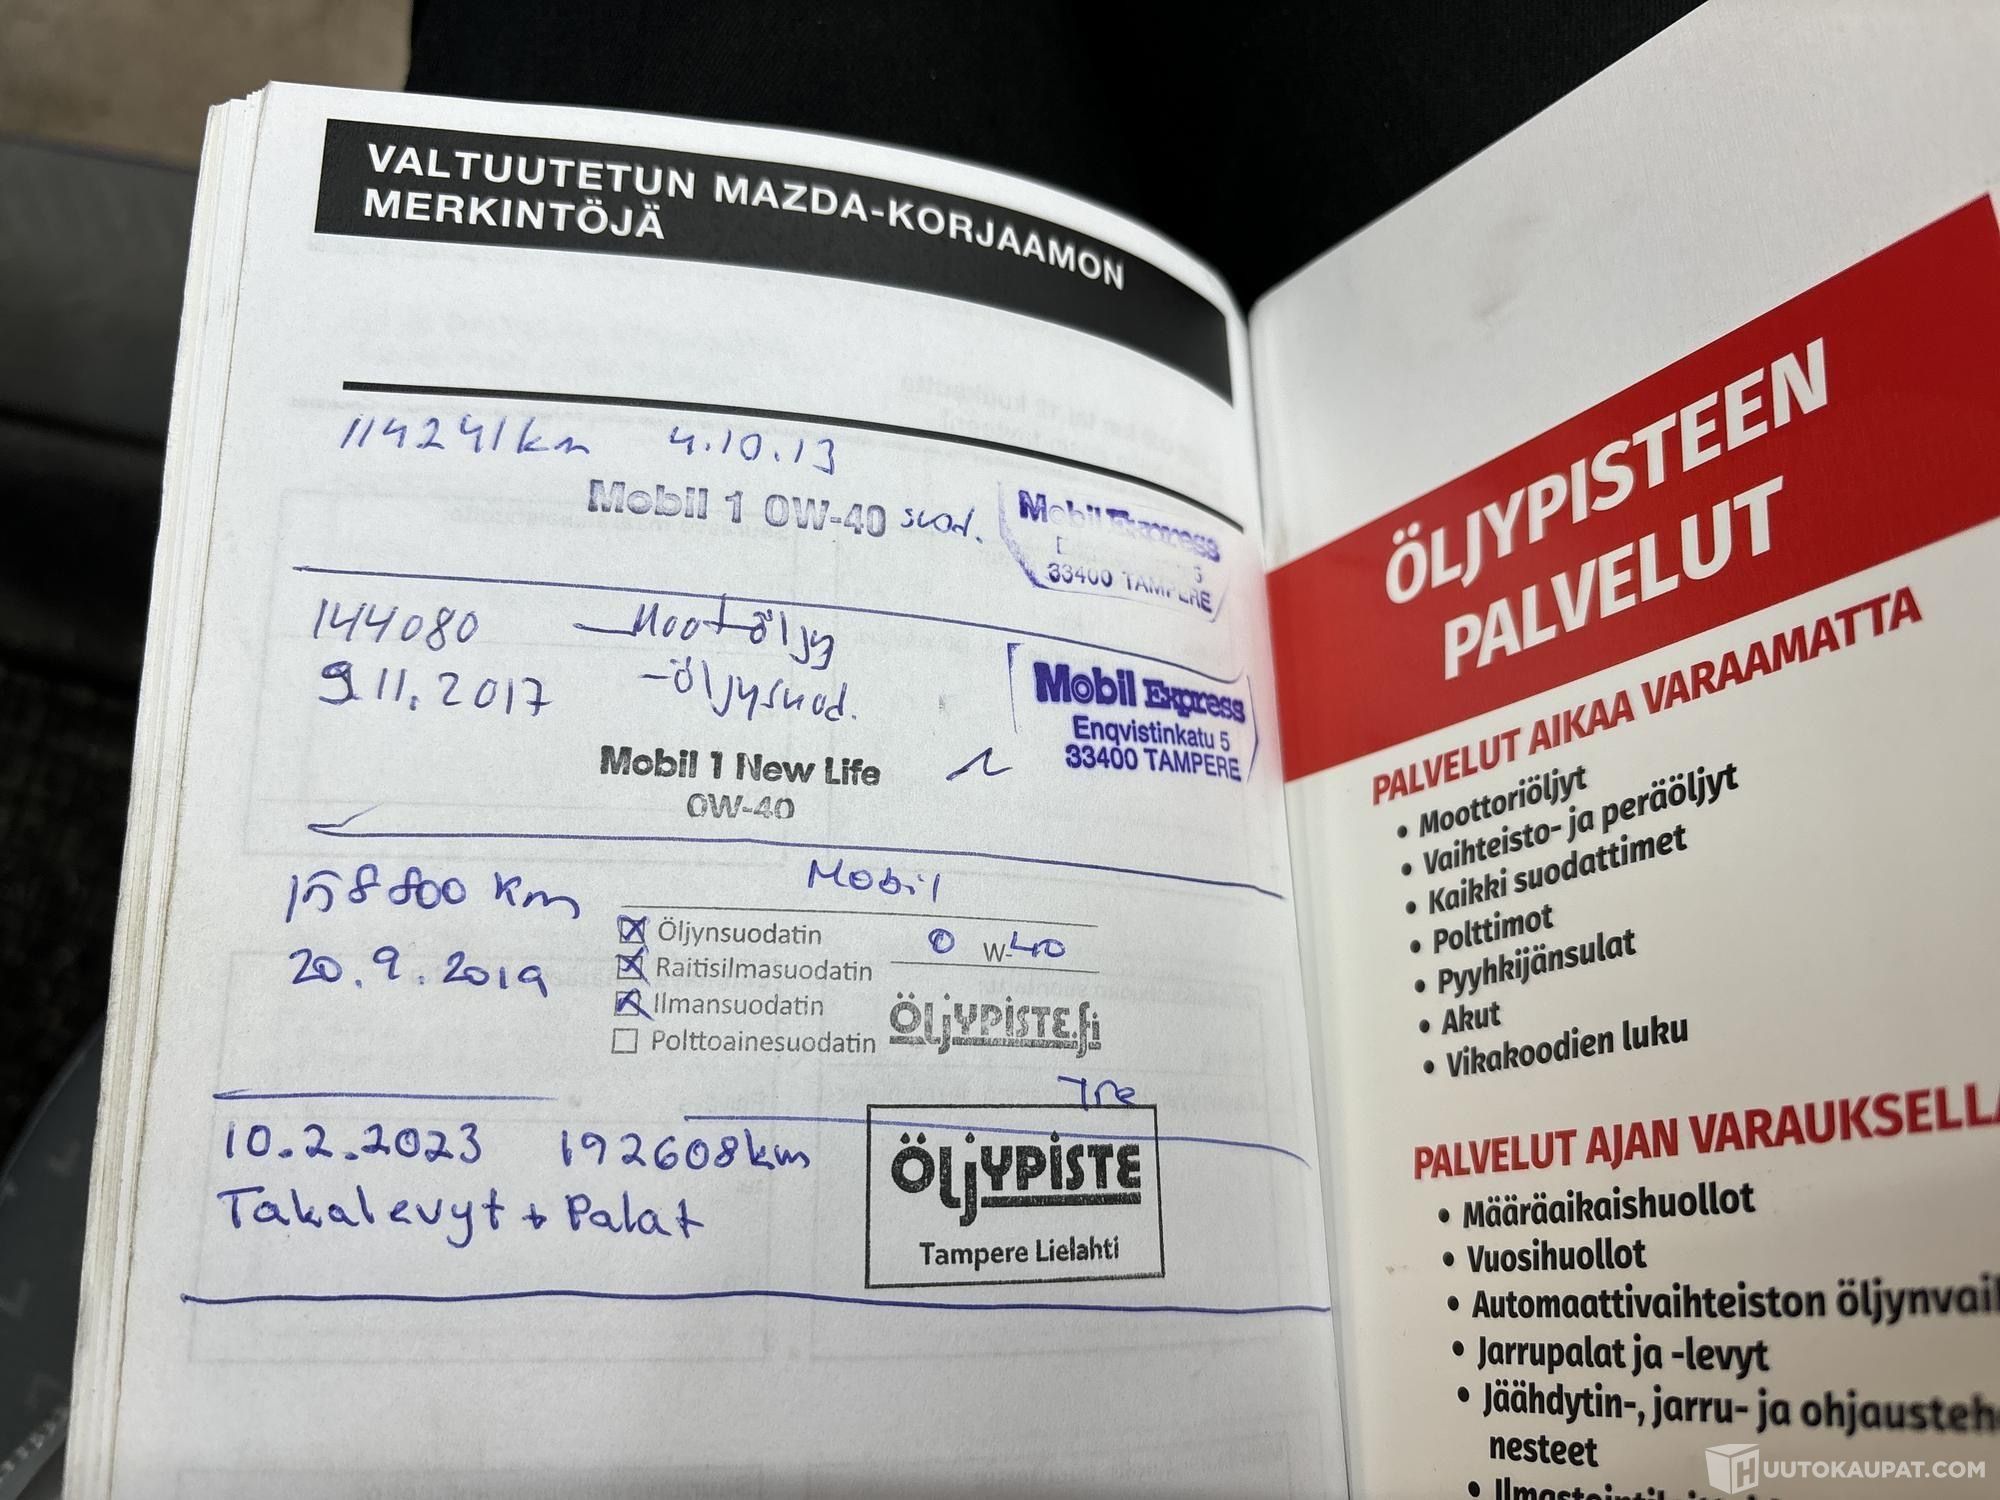 VALTUUTETUN MAZDA-KORJAAMON
MERKINTÖJÄ
114241km 4.10.13
Mobil 1 0W-40 suod.
Mobil Express
33400 TAMPERE
144080 - Mootöljy
9.11.2017 -öljysuod.
Mobil Express
Enqvistinkatu 5
33400 TAMPERE
Mobil 1 New Life
0W-40
158800 km
20.9.2019
Mobil
Öljynsuodatin
Raitisilmasuodatin
Ilmansuodatin
Polttoainesuodatin
0 W-40
ÖLJYPISTE.fi
Tre
10.2.2023 192608km
Takalevyt + Palat
ÖLJYPISTE
Tampere Lielahti
ÖLJYPISTEEN
PALVELUT
PALVELUT AIKAA VARAAMATTA
• Moottoriöljyt
• Vaihteisto- ja peräöljyt
• Kaikki suodattimet
• Polttimot
• Pyyhkijänsulat
• Akut
• Vikakoodien luku
PALVELUT AJAN VARAUKSELLA
• Määräaikaishuollot
• Vuosihuollot
• Automaattivaihteiston öljynvaih
• Jarrupalat ja -levyt
• Jäähdytin-, jarru- ja ohjausteh
nesteet
HUUTOKAUPAT.COM